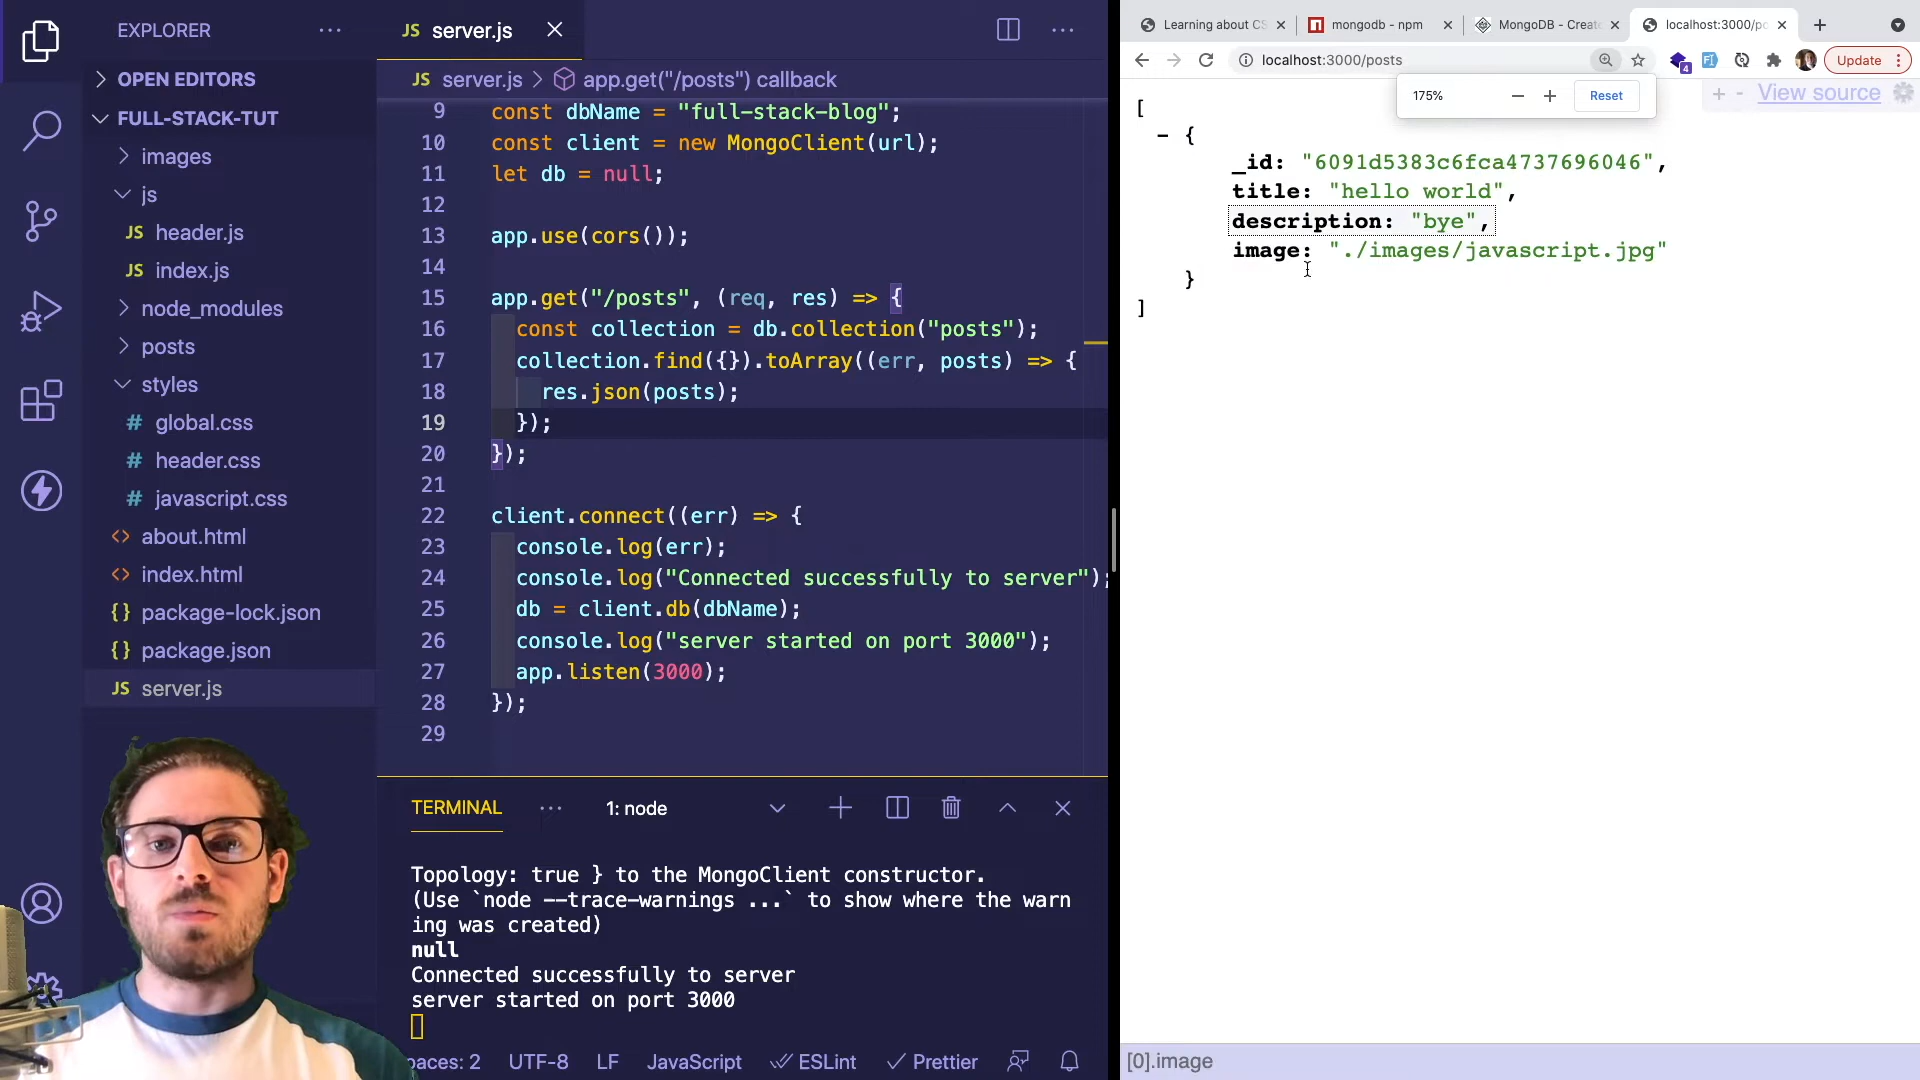 EXPLORER
OPEN EDITORS
FULL-STACK-TUT
images
js
JS header.js
JS index.js
node_modules
posts
styles
# global.css
# header.css
# javascript.css
<> about.html
<> index.html
{} package-lock.json
{} package.json
JS server.js
JS server.js
JS server.js > app.get("/posts") callback
9 const dbName = "full-stack-blog";
10 const client = new MongoClient(url);
11 let db = null;
12
13 app.use(cors());
14
15 app.get("/posts", (req, res) => {
16 const collection = db.collection("posts");
17 collection.find({}).toArray((err, posts) => {
18 res.json(posts);
19 });
20 });
21
22 client.connect((err) => {
23 console.log(err);
24 console.log("Connected successfully to server");
25 db = client.db(dbName);
26 console.log("server started on port 3000");
27 app.listen(3000);
28 });
29
TERMINAL
1: node
Topology: true } to the MongoClient constructor.
(Use `node --trace-warnings ...` to show where the warn
ing was created)
null
Connected successfully to server
server started on port 3000
paces: 2 UTF-8 LF JavaScript ESLint Prettier
Learning about CS
mongodb - npm
MongoDB - Create
localhost:3000/po
localhost:3000/posts
4
Update
175%
Reset
+ - View source
[
- {
_id: "6091d5383c6fca4737696046",
title: "hello world",
description: "bye",
image: "./images/javascript.jpg"
}
]
[0].image